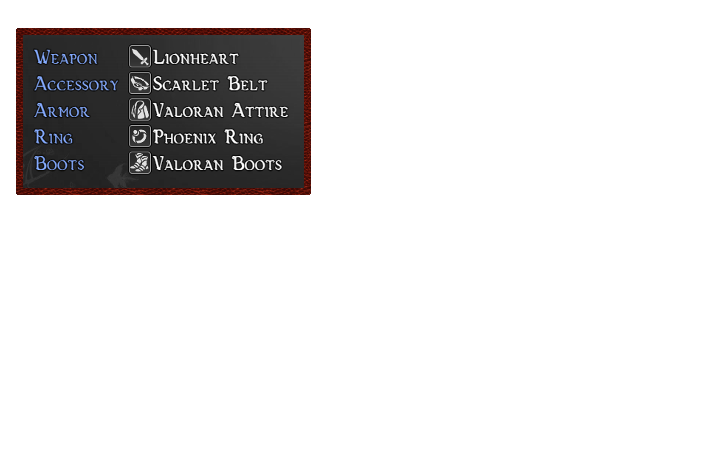 Weapon Lionheart
Accessory Scarlet Belt
Armor Valoran Attire
Ring Phoenix Ring
Boots Valoran Boots